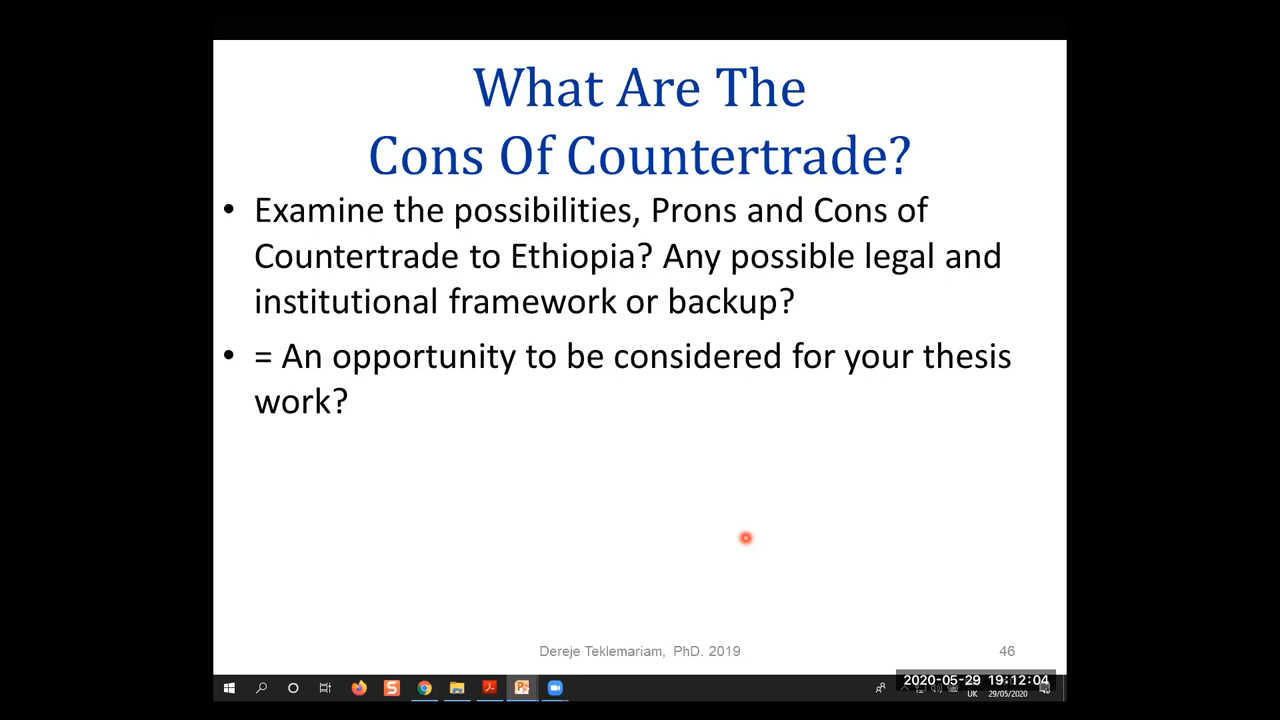 What Are The
Cons Of Countertrade?
• Examine the possibilities, Prons and Cons of
Countertrade to Ethiopia? Any possible legal and
institutional framework or backup?
• = An opportunity to be considered for your thesis
work?
Dereje Teklemariam, PhD. 2019
46
2020-05-29 19:12:04
UK
29/05/2020